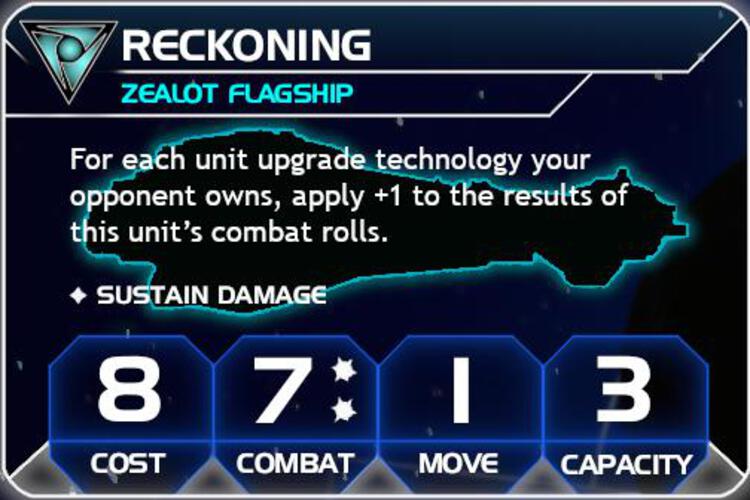 RECKONING
ZEALOT FLAGSHIP
For each unit upgrade technology your
opponent owns, apply +1 to the results of
this unit's combat rolls.
SUSTAIN DAMAGE
8 7 1 3
COST COMBAT MOVE CAPACITY